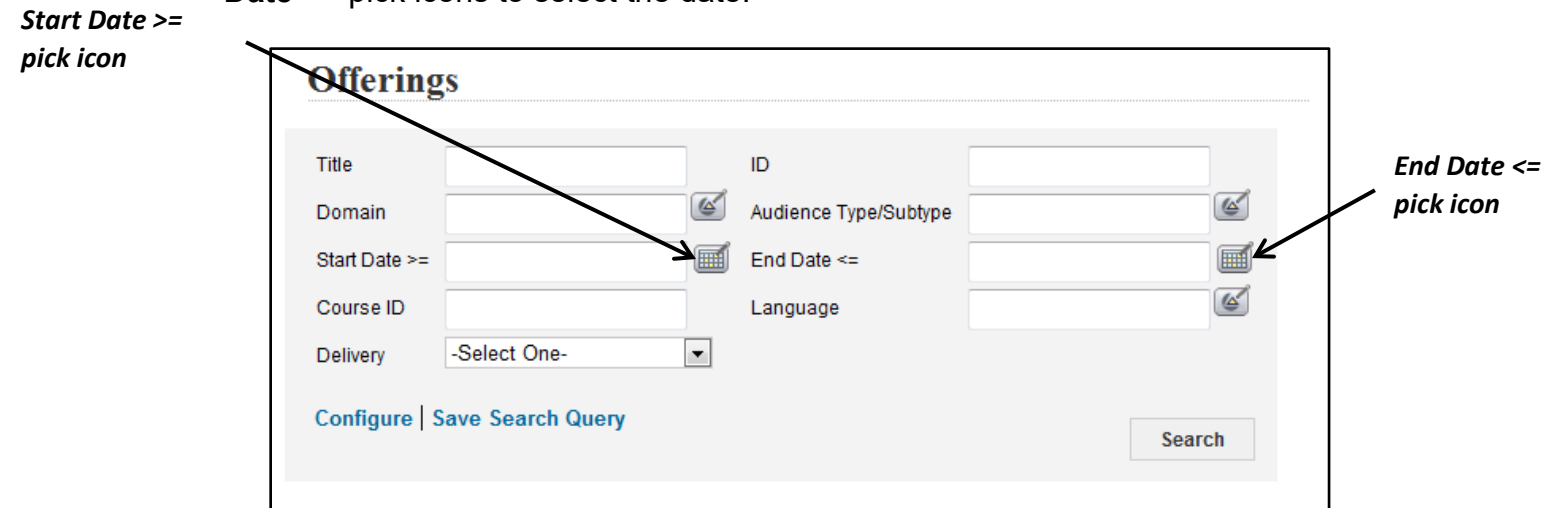 Date     pick icons to select the date.
Start Date >=
pick icon
Offerings
Title
ID
Domain
Audience Type/Subtype
Start Date >=
End Date <=
Course ID
Language
Delivery
-Select One-
Configure | Save Search Query
Search
End Date <=
pick icon